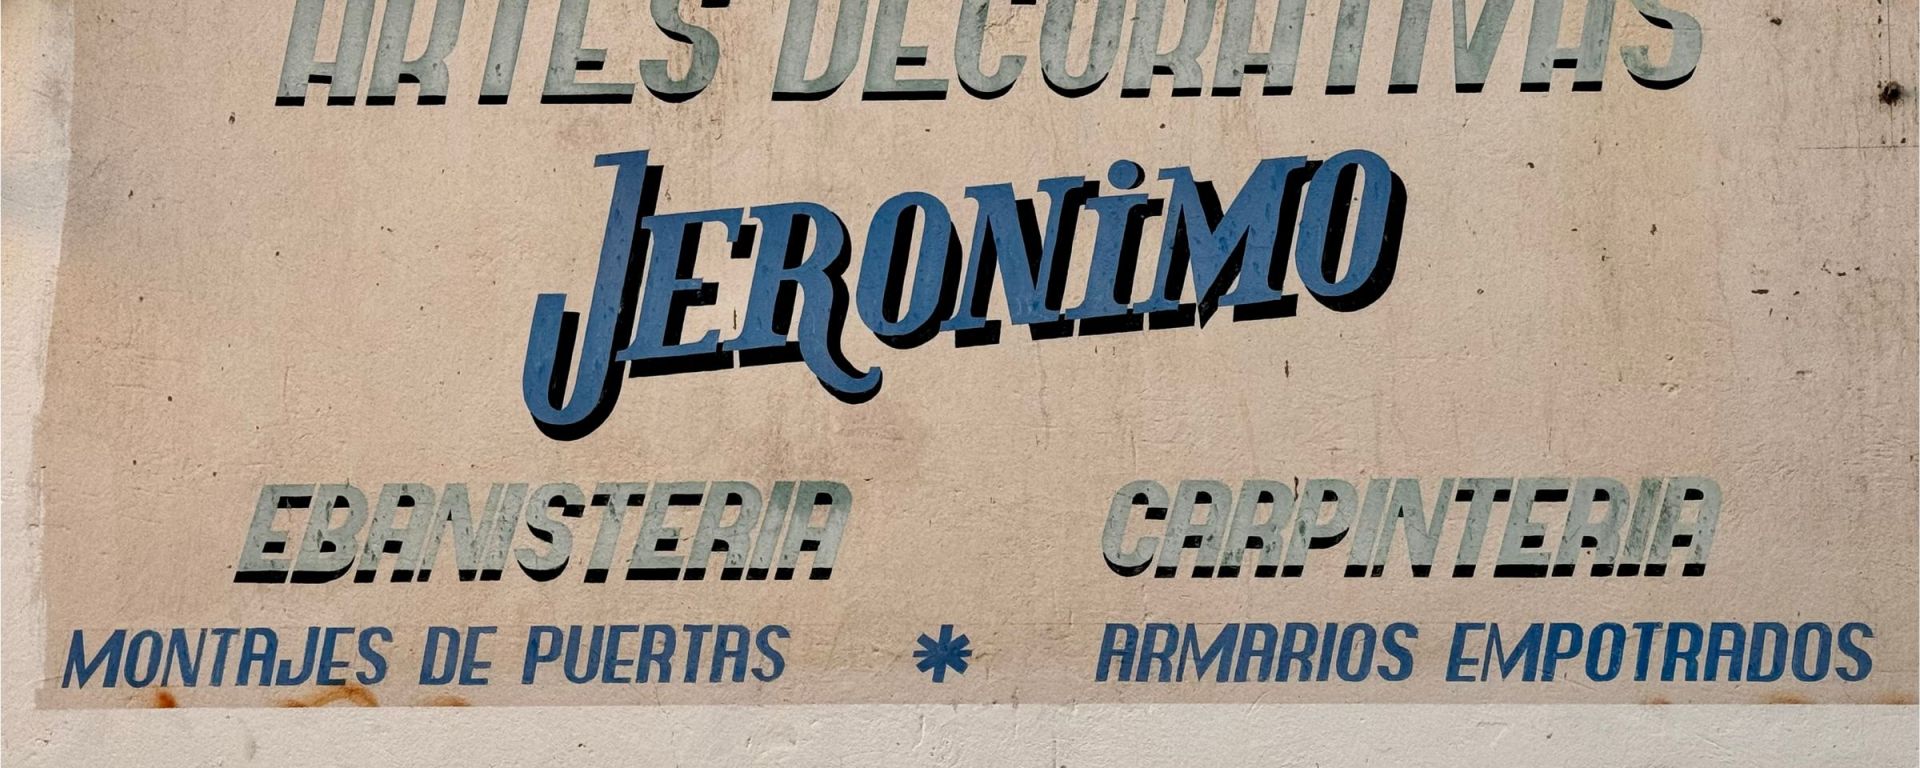 ARTES DECORATIVAS
JERONiMO
EBANISTERIA CARPINTERIA
MONTAJES DE PUERTAS * ARMARIOS EMPOTRADOS